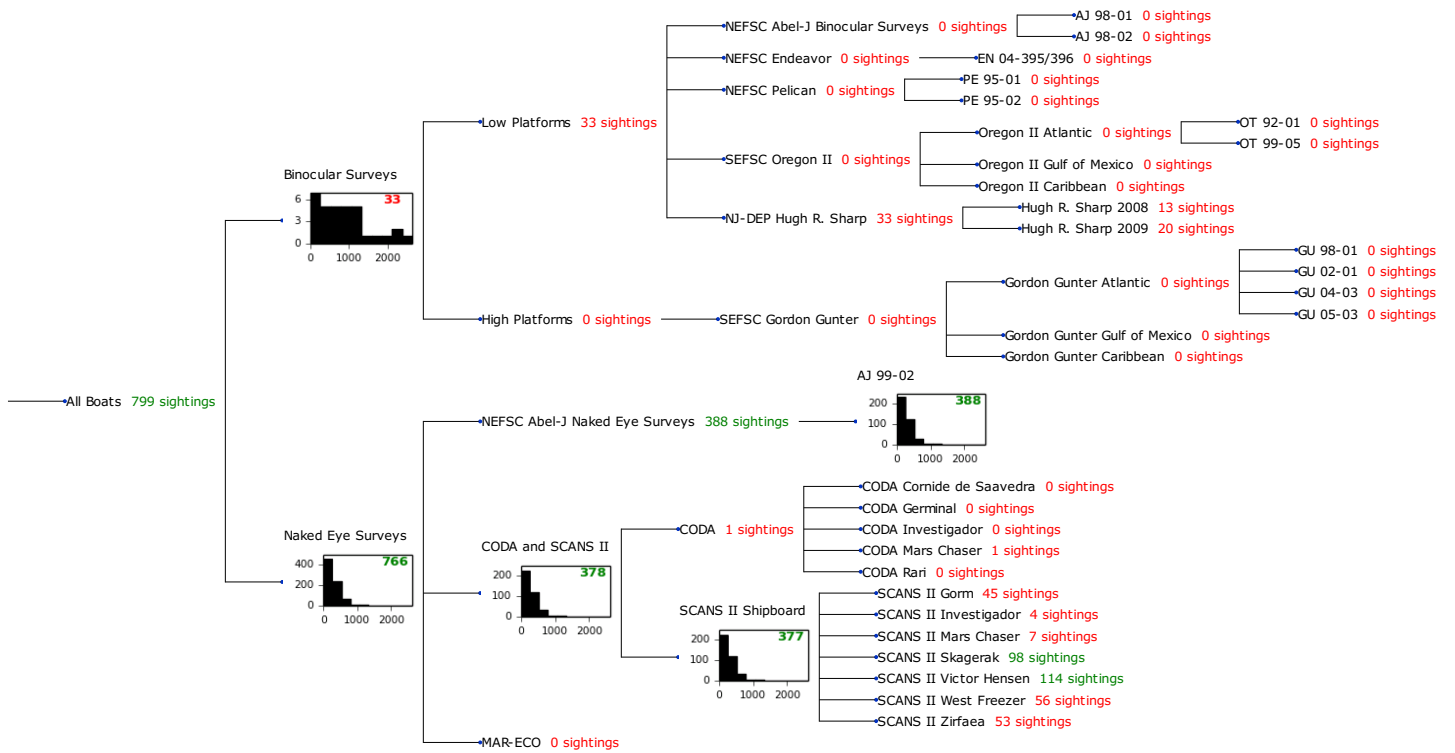 All Boats 799 sightings
Binocular Surveys
33
6
3
0
0 1000 2000
Low Platforms 33 sightings
NEFSC Abel-J Binocular Surveys 0 sightings
AJ 98-01 0 sightings
AJ 98-02 0 sightings
NEFSC Endeavor 0 sightings
EN 04-395/396 0 sightings
NEFSC Pelican 0 sightings
PE 95-01 0 sightings
PE 95-02 0 sightings
SEFSC Oregon II 0 sightings
Oregon II Atlantic 0 sightings
OT 92-01 0 sightings
OT 99-05 0 sightings
Oregon II Gulf of Mexico 0 sightings
Oregon II Caribbean 0 sightings
NJ-DEP Hugh R. Sharp 33 sightings
Hugh R. Sharp 2008 13 sightings
Hugh R. Sharp 2009 20 sightings
High Platforms 0 sightings
SEFSC Gordon Gunter 0 sightings
Gordon Gunter Atlantic 0 sightings
GU 98-01 0 sightings
GU 02-01 0 sightings
GU 04-03 0 sightings
GU 05-03 0 sightings
Gordon Gunter Gulf of Mexico 0 sightings
Gordon Gunter Caribbean 0 sightings
Naked Eye Surveys
766
400
200
0
0 1000 2000
NEFSC Abel-J Naked Eye Surveys 388 sightings
AJ 99-02
388
200
100
0
0 1000 2000
CODA and SCANS II
378
200
100
0
0 1000 2000
CODA 1 sightings
CODA Cornide de Saavedra 0 sightings
CODA Germinal 0 sightings
CODA Investigador 0 sightings
CODA Mars Chaser 1 sightings
CODA Rari 0 sightings
SCANS II Shipboard
377
200
100
0
0 1000 2000
SCANS II Gorm 45 sightings
SCANS II Investigador 4 sightings
SCANS II Mars Chaser 7 sightings
SCANS II Skagerak 98 sightings
SCANS II Victor Hensen 114 sightings
SCANS II West Freezer 56 sightings
SCANS II Zirfaea 53 sightings
MAR-ECO 0 sightings